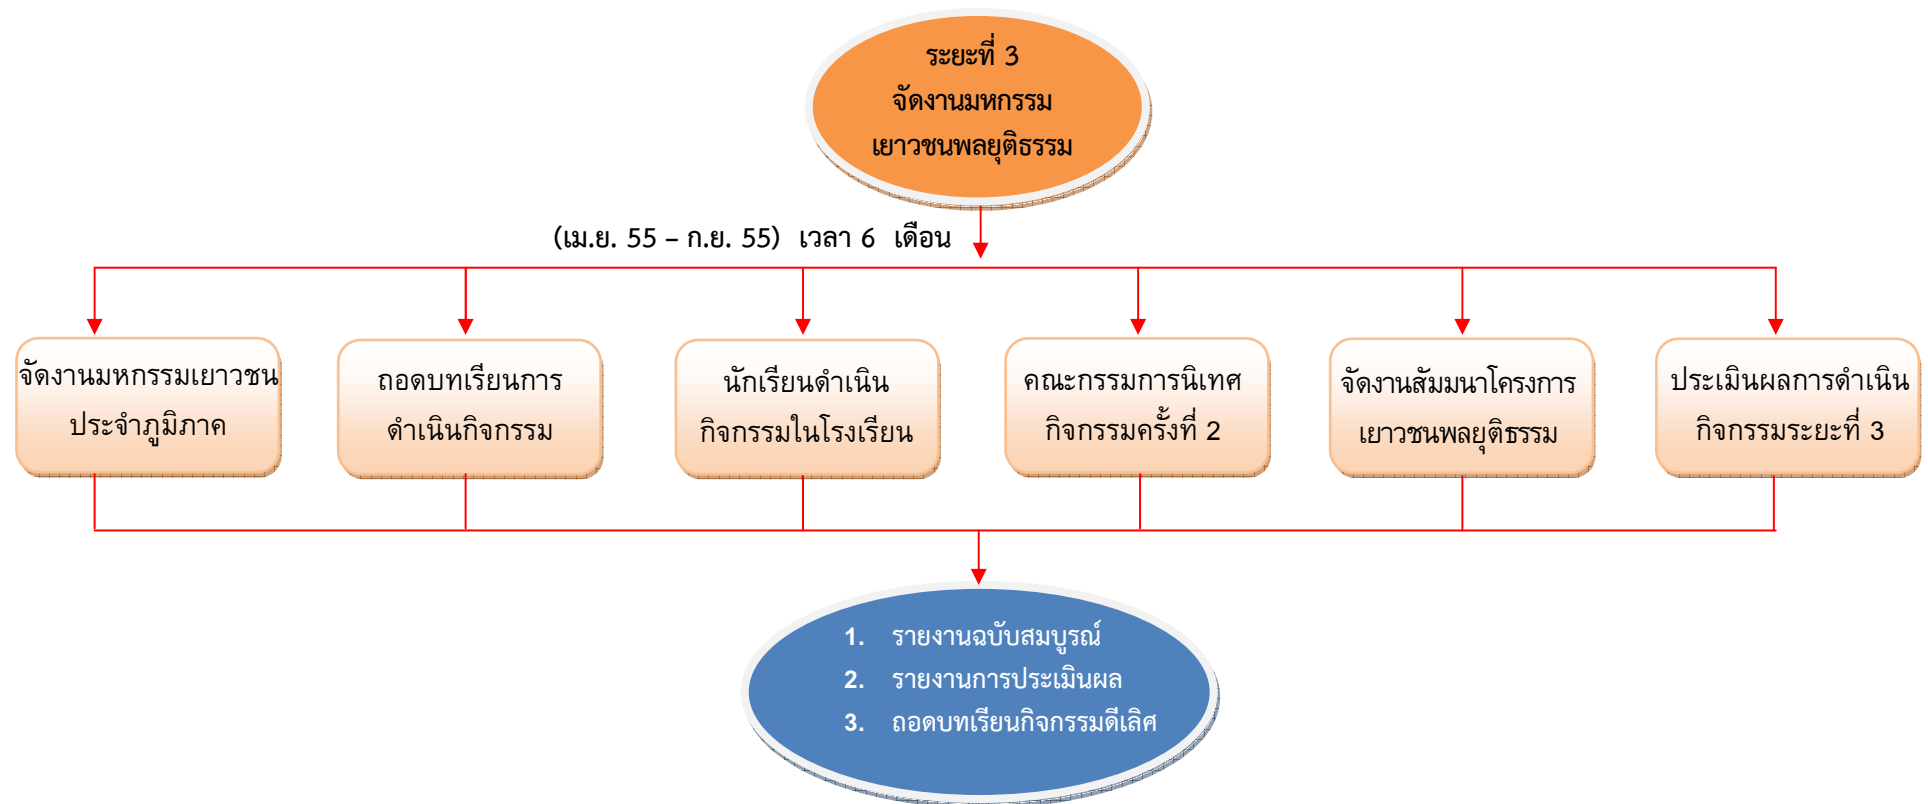 ระยะที่ 3
จัดงานมหกรรม
เยาวชนพลยุติธรรม
(เม.ย. 55 – ก.ย. 55) เวลา 6 เดือน
จัดงานมหกรรมเยาวชน
ประจำภูมิภาค
ถอดบทเรียนการ
ดำเนินกิจกรรม
นักเรียนดำเนิน
กิจกรรมในโรงเรียน
คณะกรรมการนิเทศ
กิจกรรมครั้งที่ 2
จัดงานสัมมนาโครงการ
เยาวชนพลยุติธรรม
ประเมินผลการดำเนิน
กิจกรรมระยะที่ 3
1. รายงานฉบับสมบูรณ์
2. รายงานการประเมินผล
3. ถอดบทเรียนกิจกรรมดีเลิศ